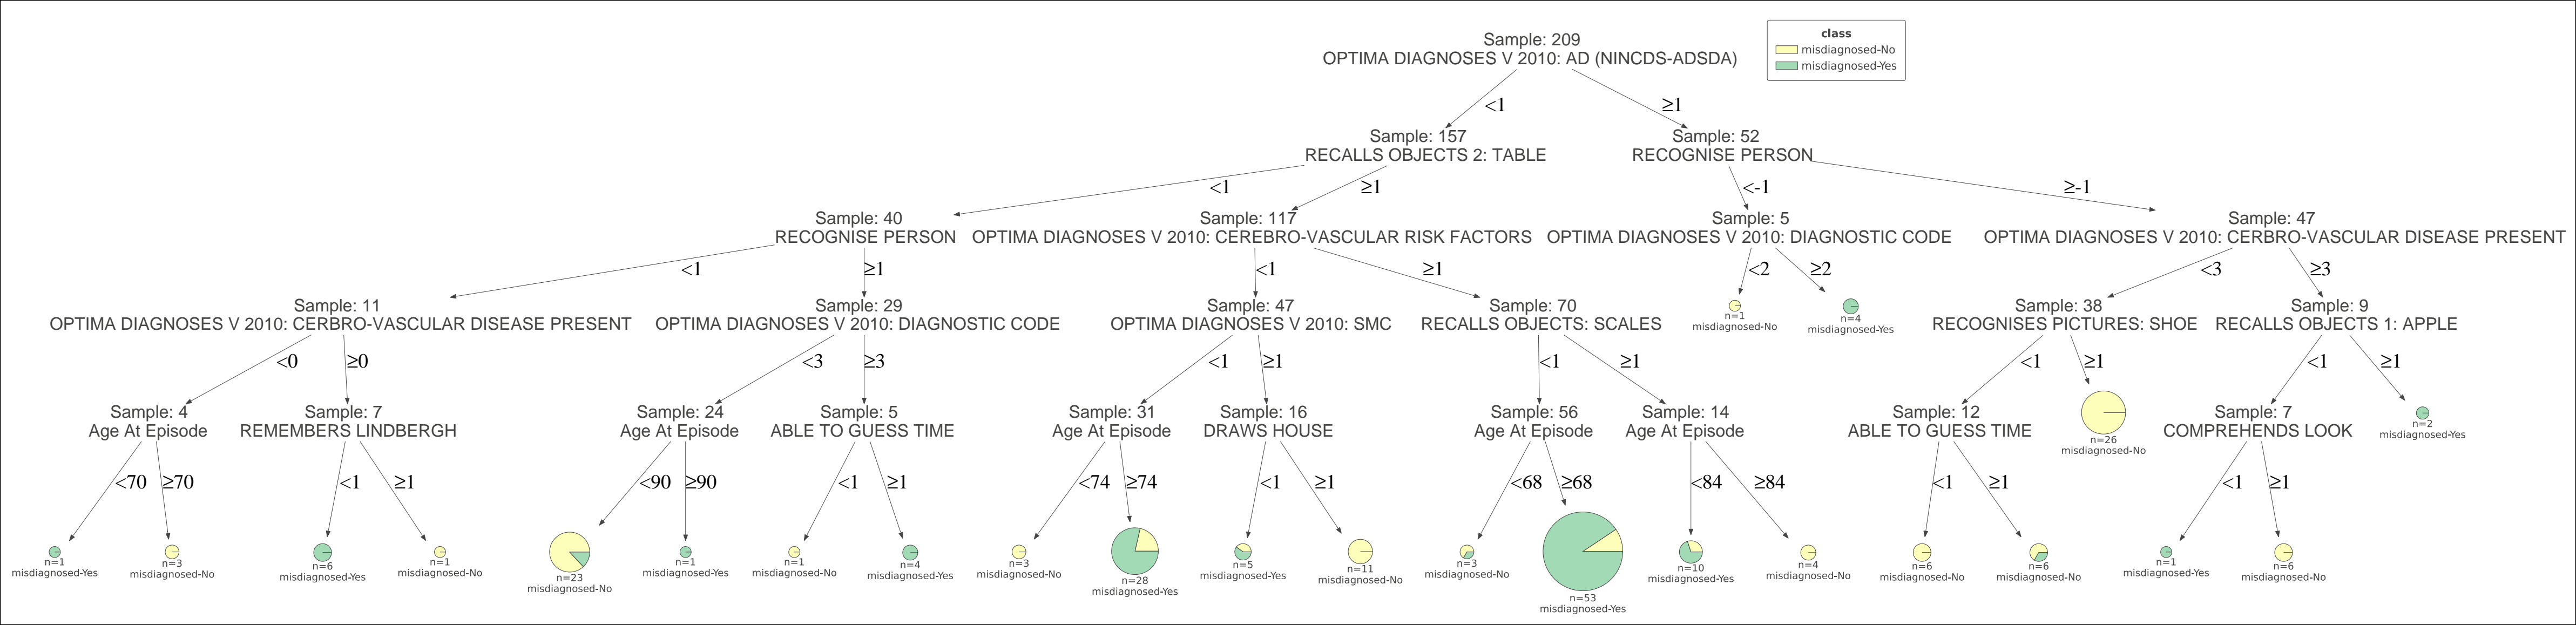 Sample: 209
OPTIMA DIAGNOSES V 2010: AD (NINCDS-ADSDA)
class
misdiagnosed-No
misdiagnosed-Yes
<1
≥1
Sample: 157
RECALLS OBJECTS 2: TABLE
Sample: 52
RECOGNISE PERSON
<1
≥1
<-1
≥-1
Sample: 40
RECOGNISE PERSON
Sample: 117
OPTIMA DIAGNOSES V 2010: CEREBRO-VASCULAR RISK FACTORS
Sample: 5
OPTIMA DIAGNOSES V 2010: DIAGNOSTIC CODE
Sample: 47
OPTIMA DIAGNOSES V 2010: CERBRO-VASCULAR DISEASE PRESENT
<1
≥1
<1
≥1
<2
≥2
<3
≥3
Sample: 11
OPTIMA DIAGNOSES V 2010: CERBRO-VASCULAR DISEASE PRESENT
Sample: 29
OPTIMA DIAGNOSES V 2010: DIAGNOSTIC CODE
Sample: 47
OPTIMA DIAGNOSES V 2010: SMC
Sample: 70
RECALLS OBJECTS: SCALES
n=1
misdiagnosed-No
n=4
misdiagnosed-Yes
Sample: 38
RECOGNISES PICTURES: SHOE
Sample: 9
RECALLS OBJECTS 1: APPLE
<0
≥0
<3
≥3
<1
≥1
<1
≥1
<1
≥1
<1
≥1
Sample: 4
Age At Episode
Sample: 7
REMEMBERS LINDBERGH
Sample: 24
Age At Episode
Sample: 5
ABLE TO GUESS TIME
Sample: 31
Age At Episode
Sample: 16
DRAWS HOUSE
Sample: 56
Age At Episode
Sample: 14
Age At Episode
Sample: 12
ABLE TO GUESS TIME
n=26
misdiagnosed-No
Sample: 7
COMPREHENDS LOOK
n=2
misdiagnosed-Yes
<70
≥70
<1
≥1
<90
≥90
<1
≥1
<74
≥74
<1
≥1
<68
≥68
<84
≥84
<1
≥1
<1
≥1
n=1
misdiagnosed-Yes
n=3
misdiagnosed-No
n=6
misdiagnosed-Yes
n=1
misdiagnosed-No
n=23
misdiagnosed-No
n=1
misdiagnosed-Yes
n=1
misdiagnosed-No
n=4
misdiagnosed-Yes
n=3
misdiagnosed-No
n=28
misdiagnosed-Yes
n=5
misdiagnosed-Yes
n=11
misdiagnosed-No
n=3
misdiagnosed-No
n=53
misdiagnosed-Yes
n=10
misdiagnosed-Yes
n=4
misdiagnosed-No
n=6
misdiagnosed-No
n=6
misdiagnosed-No
n=1
misdiagnosed-Yes
n=6
misdiagnosed-No